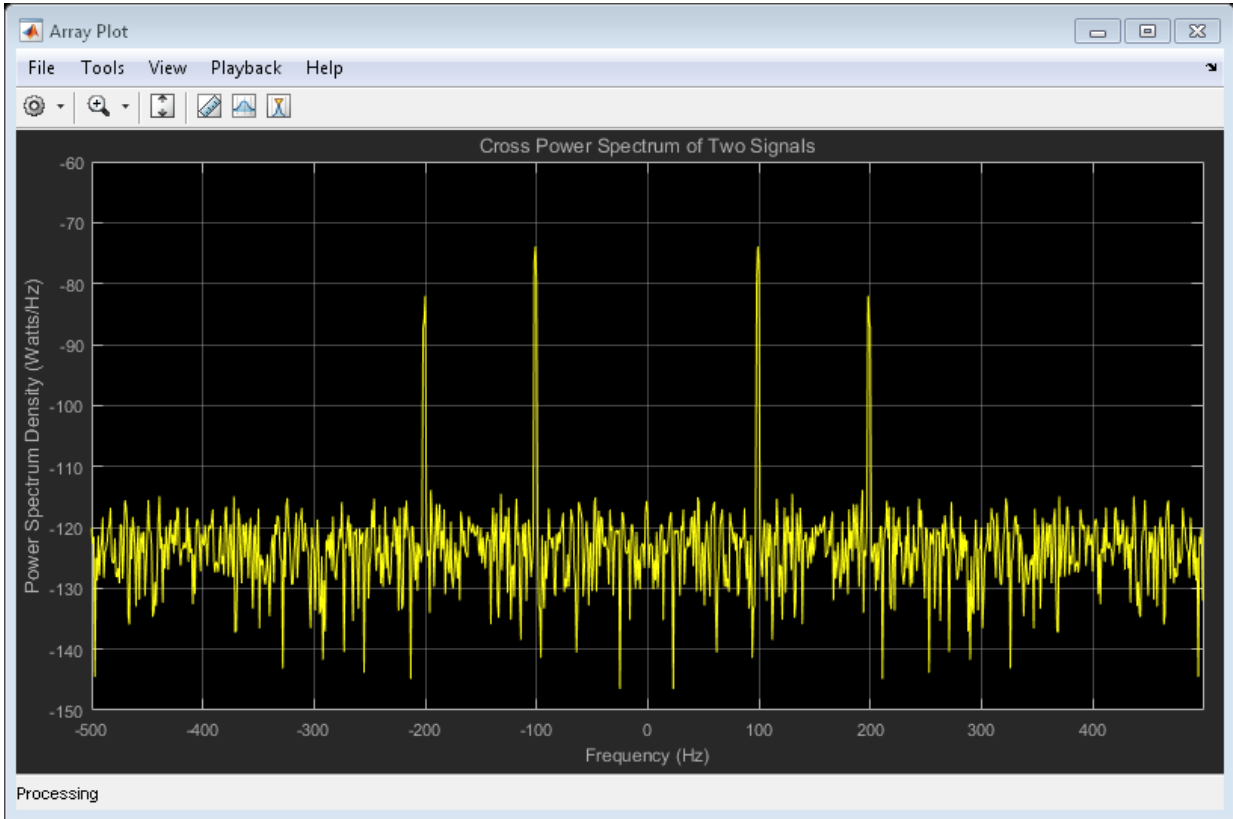 Array Plot
File Tools View Playback Help
Cross Power Spectrum of Two Signals
-60
-70
-80
-90
-100
-110
-120
-130
-140
-150
Power Spectrum Density (Watts/Hz)
-500 -400 -300 -200 -100 0 100 200 300 400
Frequency (Hz)
Processing